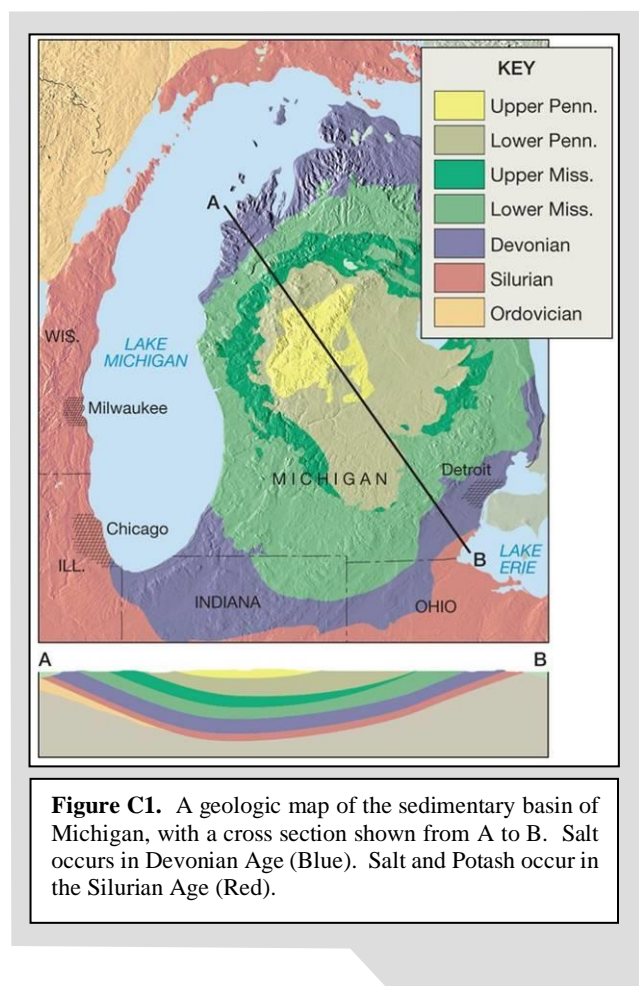 KEY
Upper Penn.
Lower Penn.
Upper Miss.
Lower Miss.
Devonian
Silurian
Ordovician
A
WIS.
LAKE
MICHIGAN
Milwaukee
MICHIGAN
Detroit
Chicago
ILL.
B
LAKE
ERIE
INDIANA
OHIO
A
B
Figure C1. A geologic map of the sedimentary basin of
Michigan, with a cross section shown from A to B. Salt
occurs in Devonian Age (Blue). Salt and Potash occur in
the Silurian Age (Red).